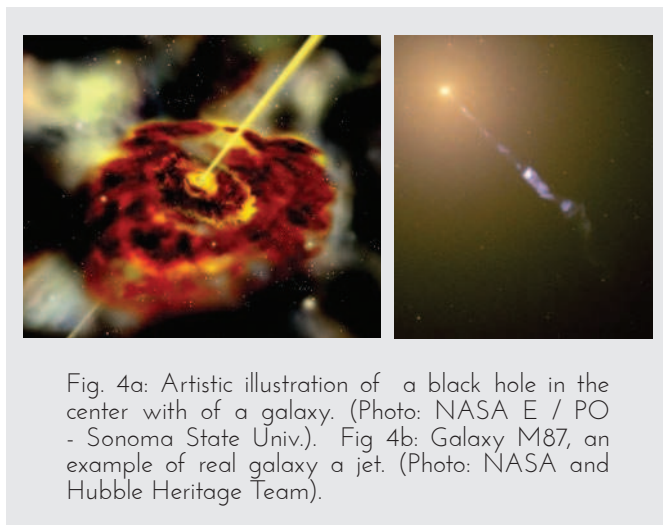 Fig. 4a: Artistic illustration of a black hole in the
center with of a galaxy. (Photo: NASA E / PO
- Sonoma State Univ.). Fig 4b: Galaxy M87, an
example of real galaxy a jet. (Photo: NASA and
Hubble Heritage Team).